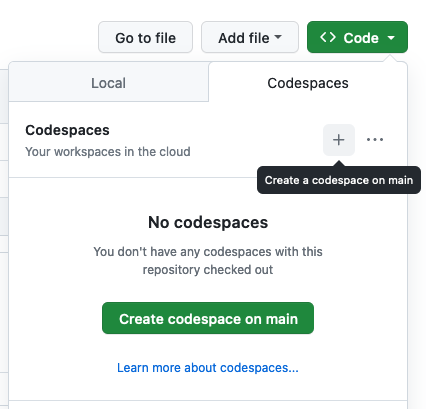 Go to file
Add file
<> Code
Local
Codespaces
Codespaces
Your workspaces in the cloud
Create a codespace on main
No codespaces
You don't have any codespaces with this
repository checked out
Create codespace on main
Learn more about codespaces...